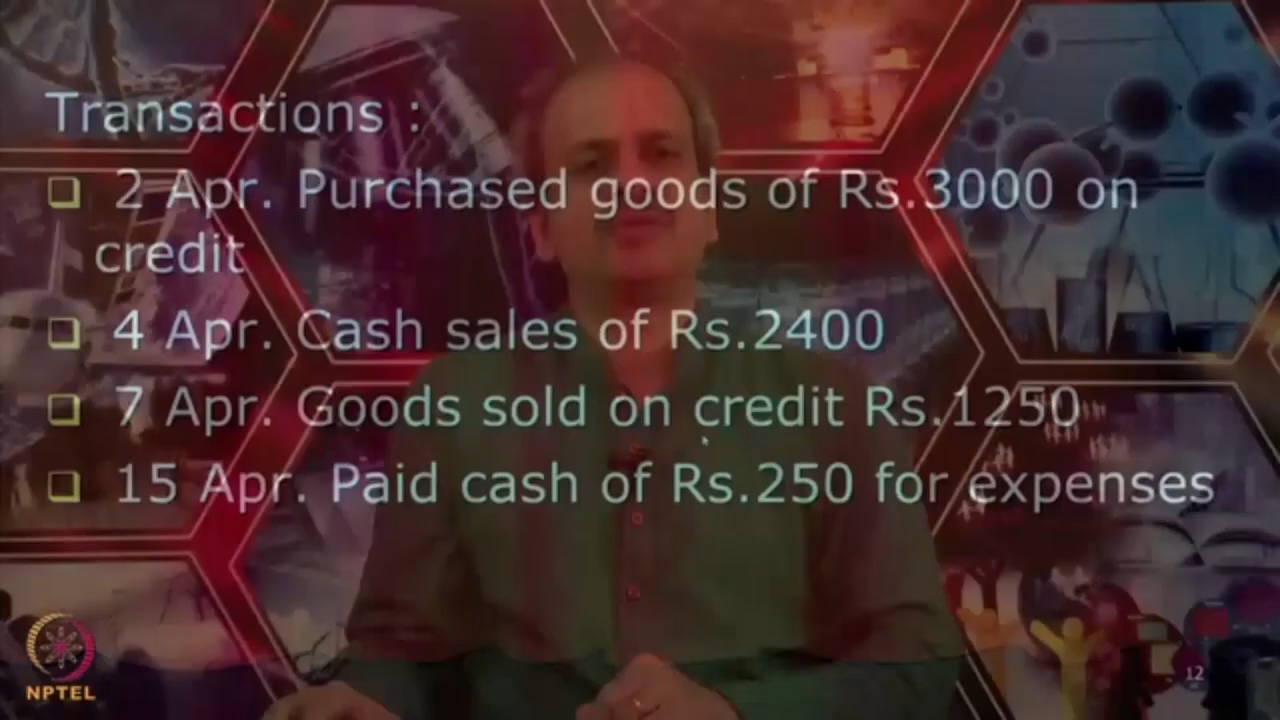 Transactions :
2 Apr. Purchased goods of Rs.3000 on
credit
4 Apr. Cash sales of Rs.2400
7 Apr. Goods sold on credit Rs.1250
15 Apr. Paid cash of Rs.250 for expenses
12
NPTEL